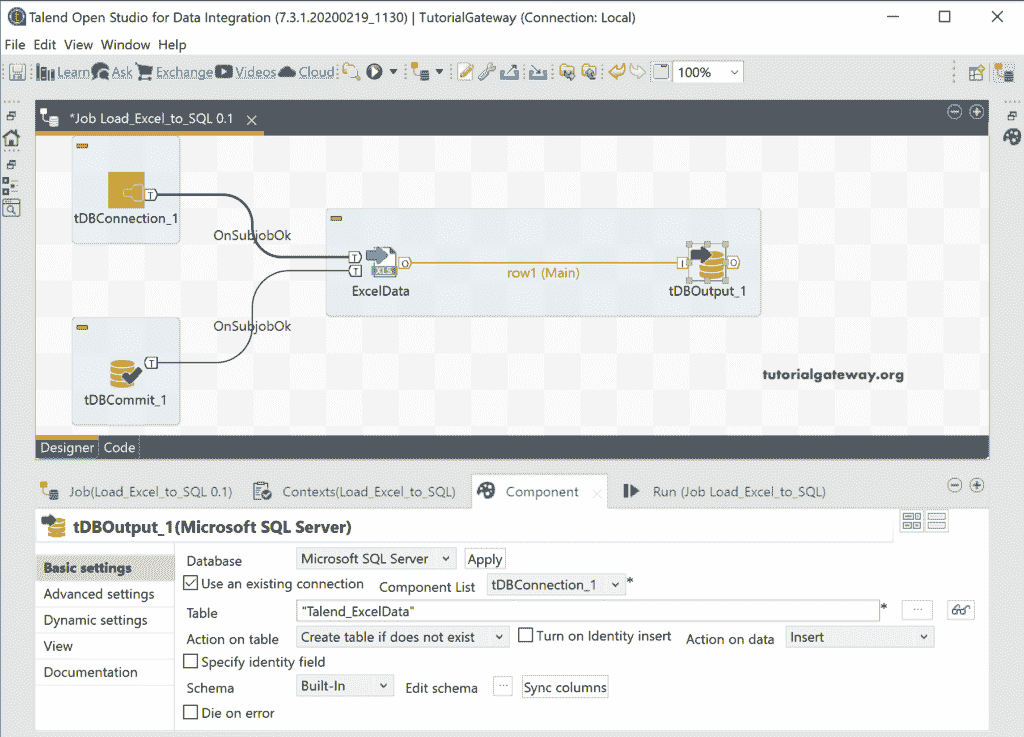 Talend Open Studio for Data Integration (7.3.1.20200219_1130) | TutorialGateway (Connection: Local)
File Edit View Window Help
Learn Ask Exchange Videos Cloud 100%
*Job Load_Excel_to_SQL 0.1
T
tDBConnection_1
OnSubjobOk
T
T
XLS
O
ExcelData
row1 (Main)
I
O
tDBOutput_1
OnSubjobOk
T
tDBCommit_1
tutorialgateway.org
Designer Code
Job(Load_Excel_to_SQL 0.1) Contexts(Load_Excel_to_SQL) Component Run (Job Load_Excel_to_SQL)
tDBOutput_1(Microsoft SQL Server)
Basic settings
Advanced settings
Dynamic settings
View
Documentation
Database Microsoft SQL Server Apply
Use an existing connection Component List tDBConnection_1 *
Table "Talend_ExcelData" * ...
Action on table Create table if does not exist Turn on Identity insert Action on data Insert
Specify identity field
Schema Built-In Edit schema ... Sync columns
Die on error